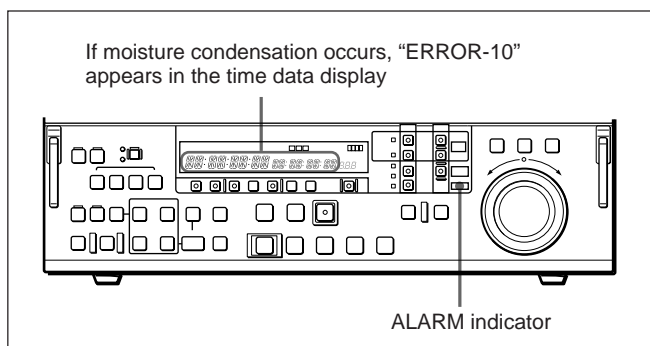 If moisture condensation occurs, “ERROR-10”
appears in the time data display
ALARM indicator